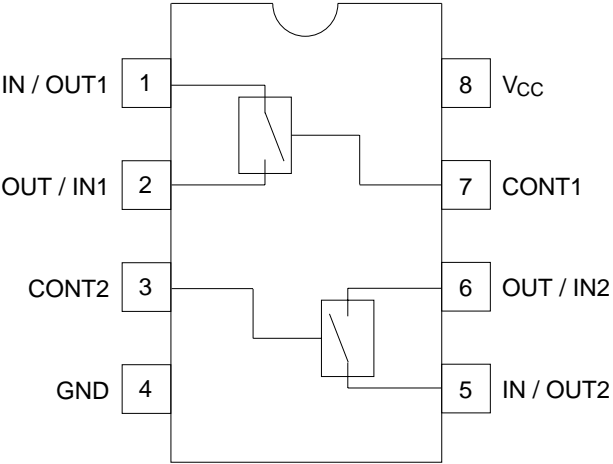 IN / OUT1 1
8 VCC
OUT / IN1 2
7 CONT1
CONT2 3
6 OUT / IN2
GND 4
5 IN / OUT2